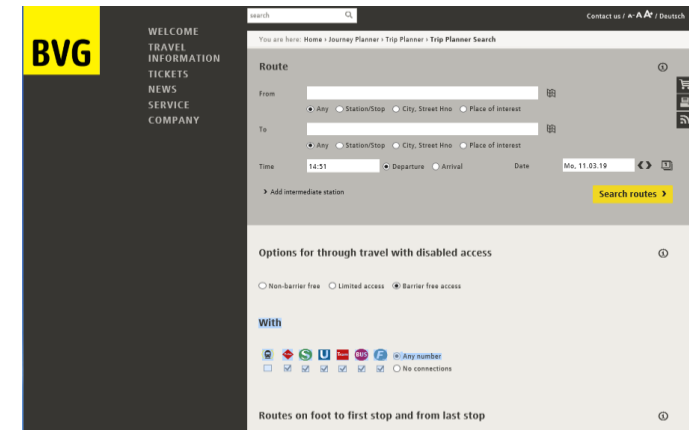 search
Contact us / A- A A+ / Deutsch
BVG
WELCOME
TRAVEL
INFORMATION
TICKETS
NEWS
SERVICE
COMPANY
You are here: Home › Journey Planner › Trip Planner › Trip Planner Search
Route
From
Any Station/Stop City, Street Hno Place of interest
To
Any Station/Stop City, Street Hno Place of interest
Time 14:51 Departure Arrival Date Mo, 11.03.19
› Add intermediate station
Search routes ›
Options for through travel with disabled access
Non-barrier free Limited access Barrier free access
With
S U Tram BUS F Any number
No connections
Routes on foot to first stop and from last stop